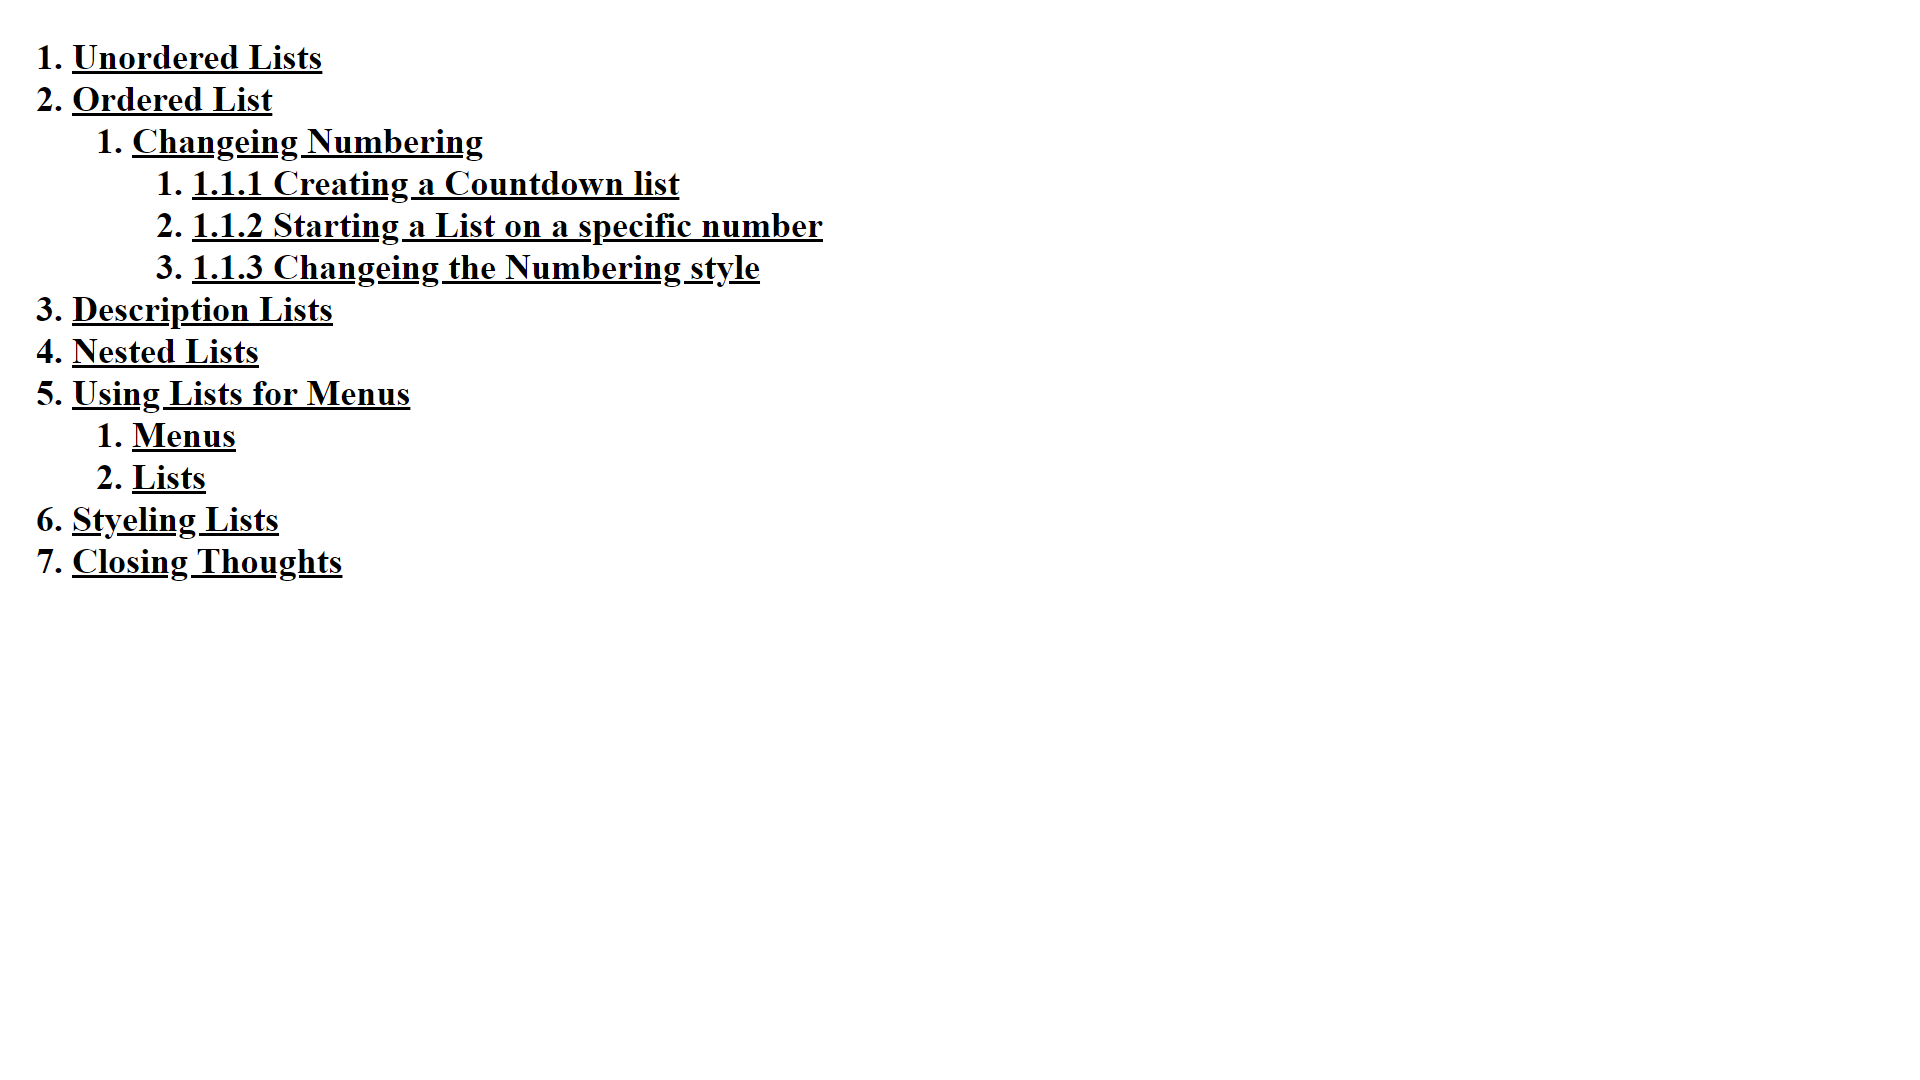 1. Unordered Lists
2. Ordered List
1. Changeing Numbering
1. 1.1.1 Creating a Countdown list
2. 1.1.2 Starting a List on a specific number
3. 1.1.3 Changeing the Numbering style
3. Description Lists
4. Nested Lists
5. Using Lists for Menus
1. Menus
2. Lists
6. Styeling Lists
7. Closing Thoughts